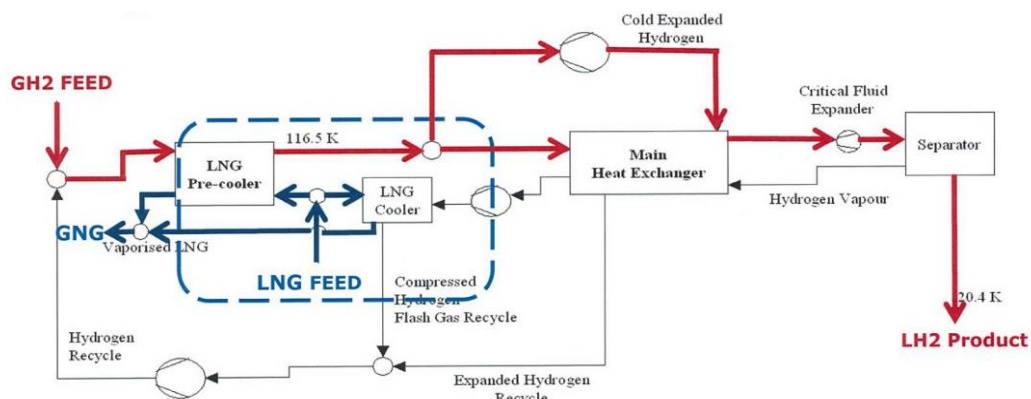 Cold Expanded
Hydrogen
GH2 FEED
Critical Fluid
Expander
116.5 K
LNG
Pre-cooler
Main
Heat Exchanger
Separator
LNG
Cooler
Hydrogen Vapour
GNG
Vaporised LNG
LNG FEED
Compressed
Hydrogen
Flash Gas Recycle
20.4 K
Hydrogen
Recycle
LH2 Product
Expanded Hydrogen
Recycle